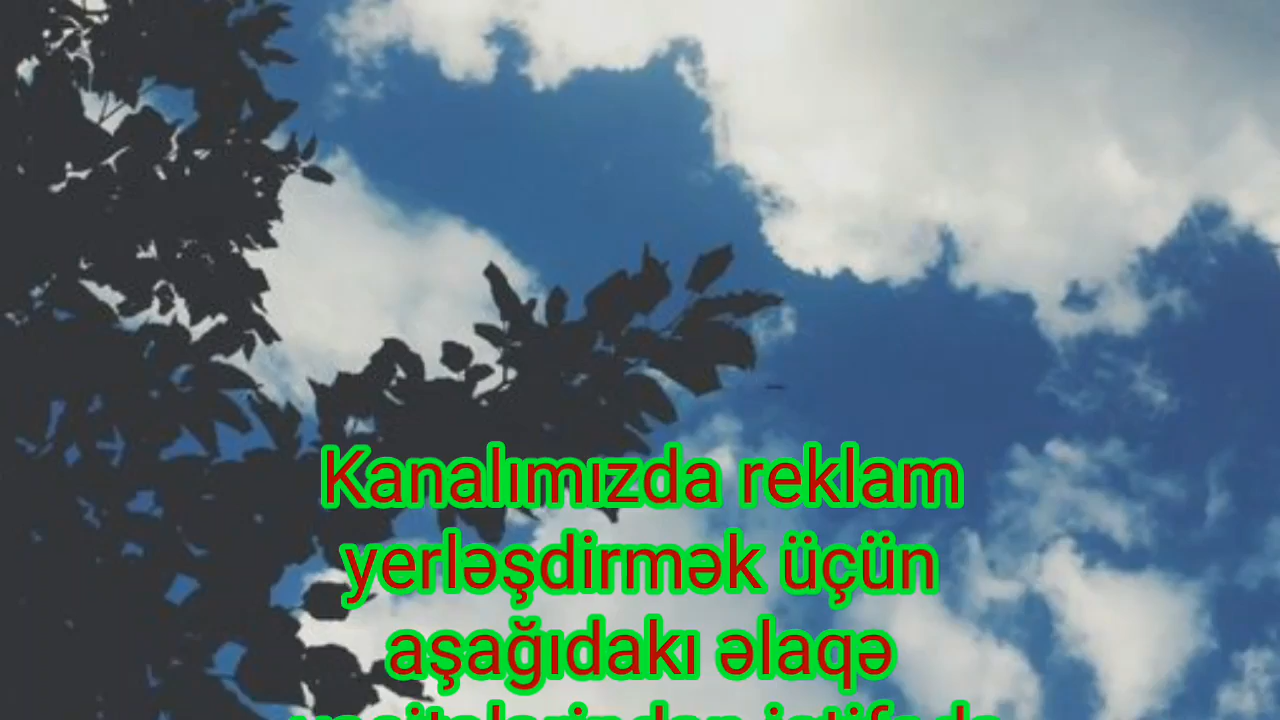 Kanalımızda reklam
yerləşdirmək üçün
aşağıdakı əlaqə